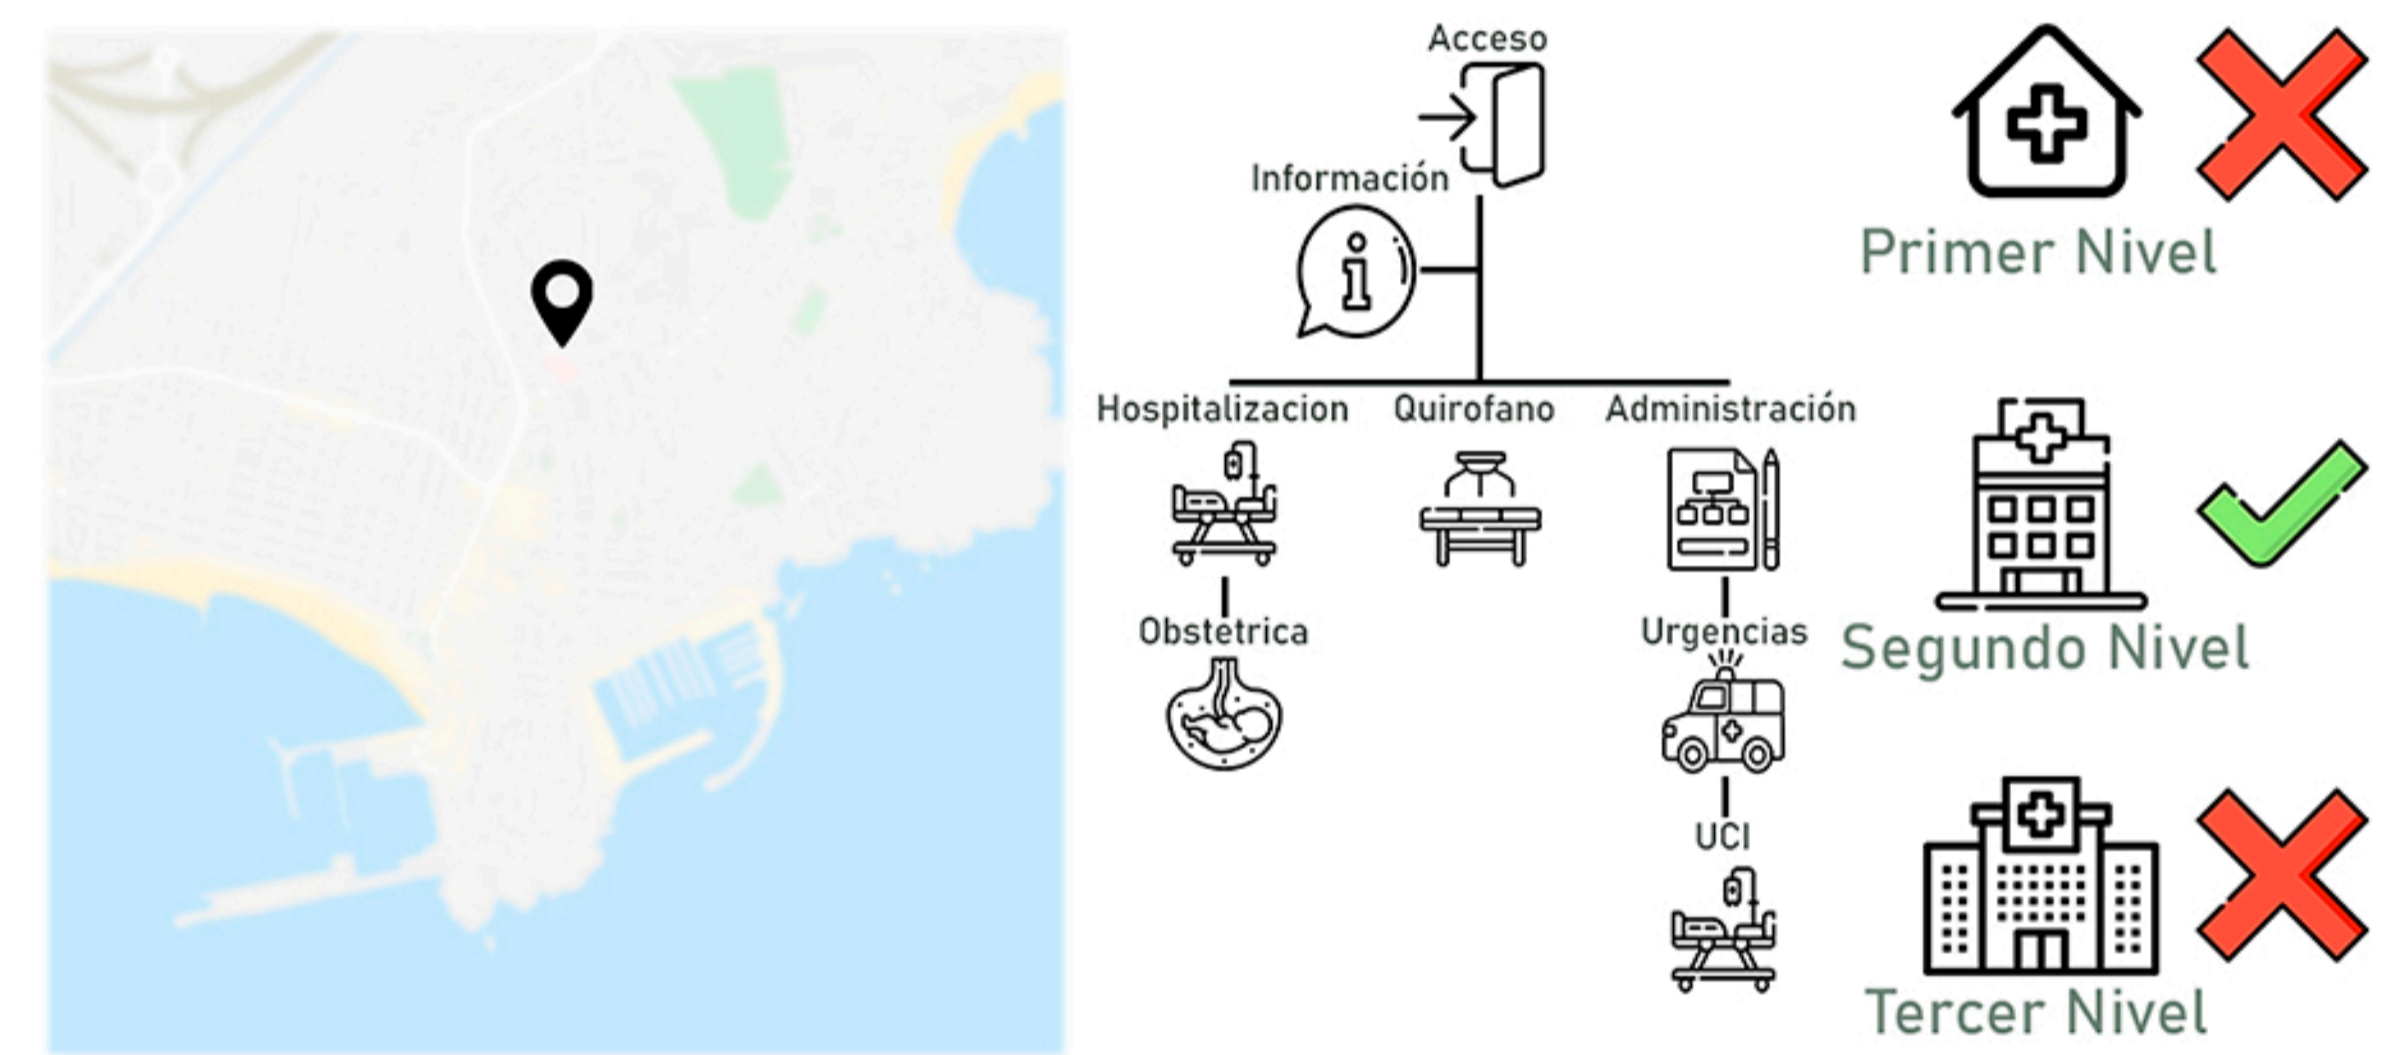 Acceso
Información
Hospitalizacion
Quirofano
Administración
Obstetrica
Urgencias
UCI
Primer Nivel
Segundo Nivel
Tercer Nivel